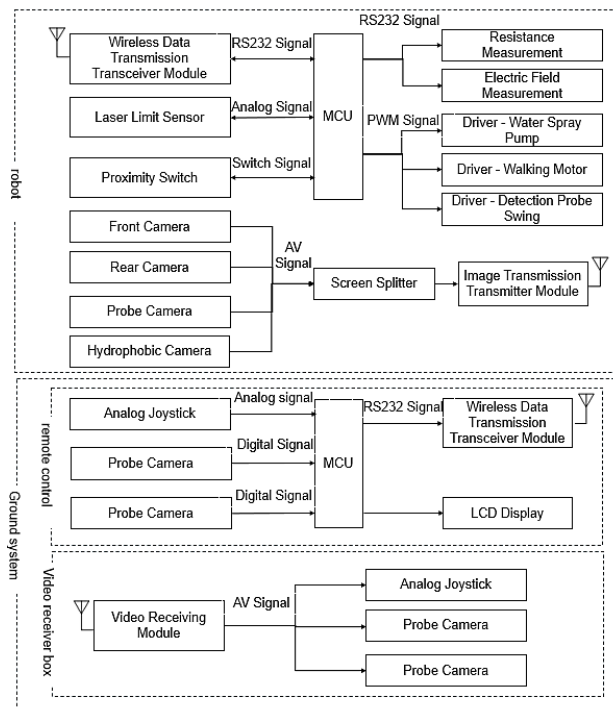 robot
Wireless Data
Transmission
Transceiver Module
RS232 Signal
Laser Limit Sensor
Analog Signal
Proximity Switch
Switch Signal
MCU
RS232 Signal
Resistance
Measurement
Electric Field
Measurement
PWM Signal
Driver - Water Spray
Pump
Driver - Walking Motor
Driver - Detection Probe
Swing
Front Camera
Rear Camera
Probe Camera
Hydrophobic Camera
AV
Signal
Screen Splitter
Image Transmission
Transmitter Module
Ground system
remote control
Analog Joystick
Analog signal
Probe Camera
Digital Signal
Probe Camera
Digital Signal
MCU
RS232 Signal
Wireless Data
Transmission
Transceiver Module
LCD Display
Video receiver box
Video Receiving
Module
AV Signal
Analog Joystick
Probe Camera
Probe Camera